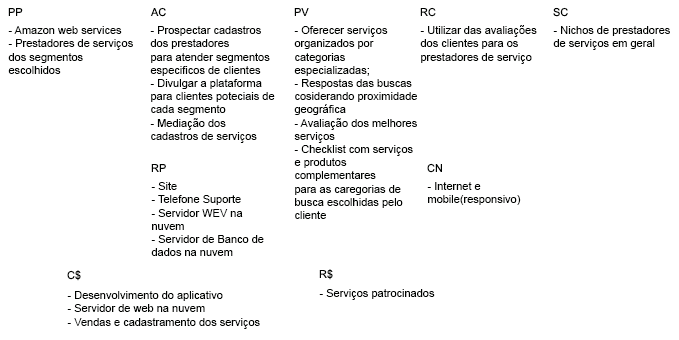 PP
- Amazon web services
- Prestadores de serviços
dos segmentos
escolhidos
AC
- Prospectar cadastros
dos prestadores
para atender segmentos
especificos de clientes
- Divulgar a plataforma
para clientes poteciais de
cada segmento
- Mediação dos
cadastros de serviços
RP
- Site
- Telefone Suporte
- Servidor WEV na
nuvem
- Servidor de Banco de
dados na nuvem
PV
- Oferecer serviços
organizados por
categorias
especializadas;
- Respostas das buscas
cosiderando proximidade
geográfica
- Avaliação dos melhores
serviços
- Checklist com serviços
e produtos
complementares
para as caregorias de
busca escolhidas pelo
cliente
RC
- Utilizar das avaliações
dos clientes para os
prestadores de serviço
CN
- Internet e
mobile(responsivo)
SC
- Nichos de prestadores
de serviços em geral
C$
- Desenvolvimento do aplicativo
- Servidor de web na nuvem
- Vendas e cadastramento dos serviços
R$
- Serviços patrocinados